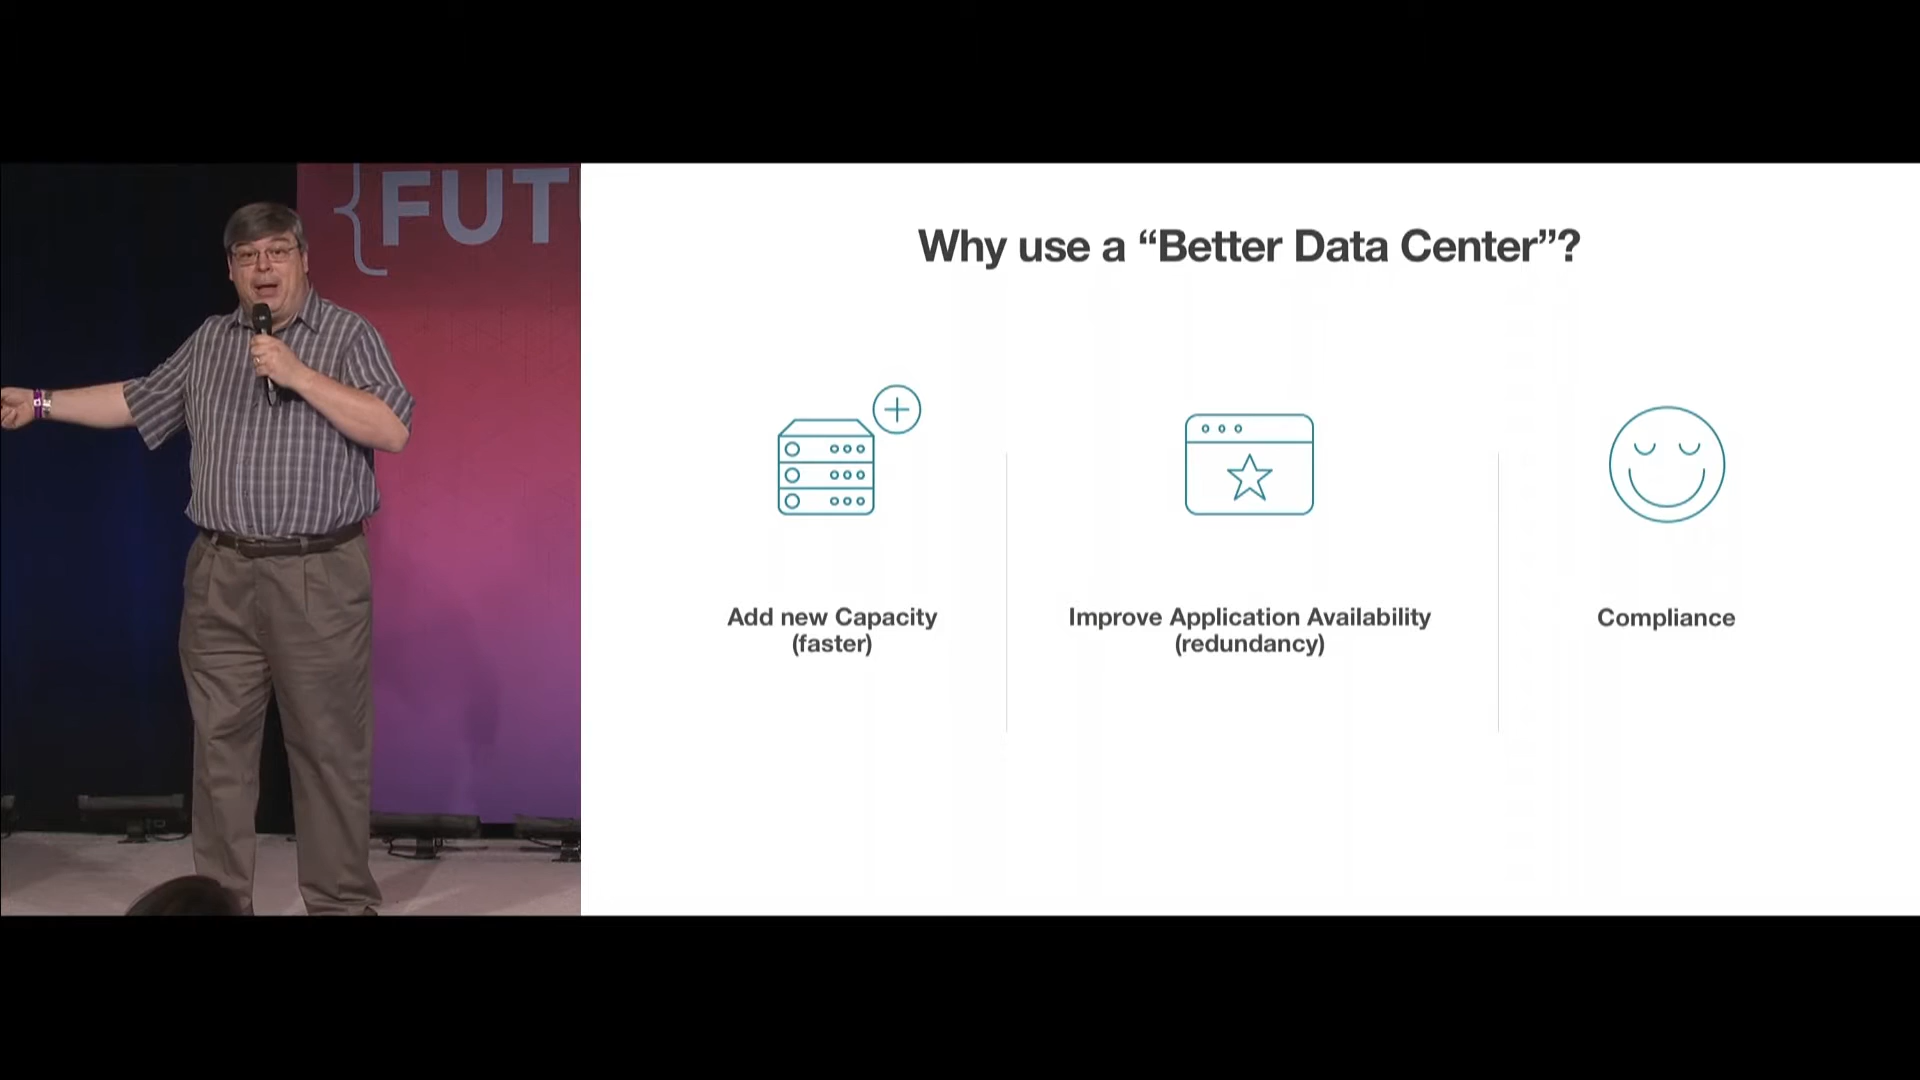 {FUT
Why use a “Better Data Center”?
Add new Capacity
(faster)
Improve Application Availability
(redundancy)
Compliance